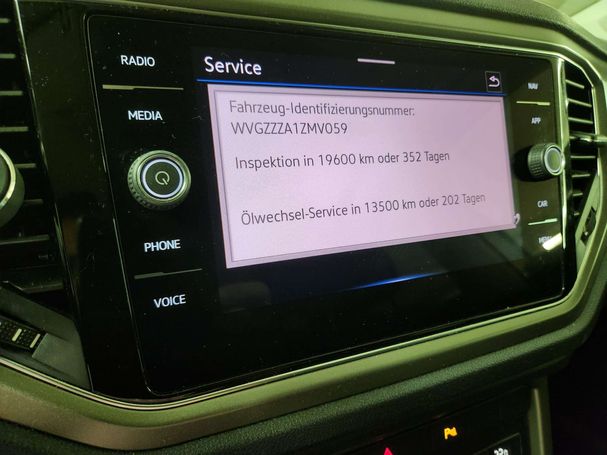 RADIO
MEDIA
PHONE
VOICE
Service
Fahrzeug-Identifizierungsnummer:
WVGZZZA1ZMV059
Inspektion in 19600 km oder 352 Tagen
Ölwechsel-Service in 13500 km oder 202 Tagen
NAV
APP
CAR